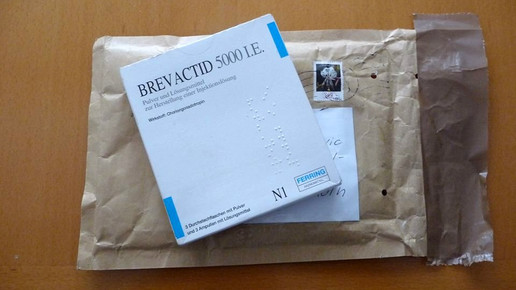 BREVACTID 5000 I.E.
Pulver und Lösungsmittel
zur Herstellung einer Injektionslösung
Wirkstoff: Choriongonadotropin
N1
FERRING
3 Durchstechflaschen mit Pulver
und 3 Ampullen mit Lösungsmittel